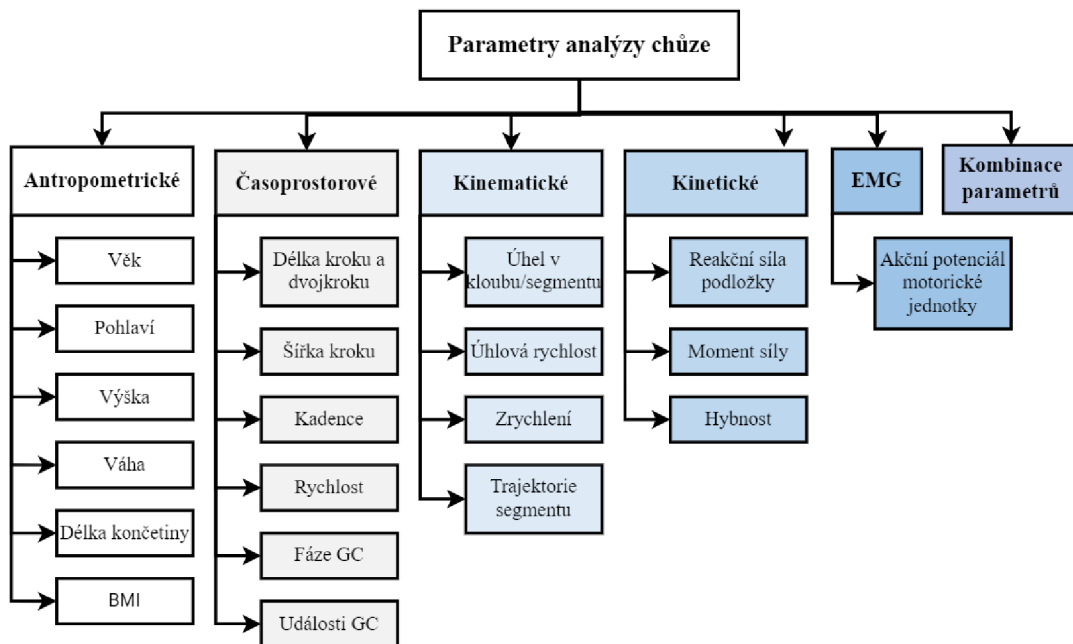 Parametry analýzy chůze
Antropometrické
Věk
Pohlaví
Výška
Váha
Délka končetiny
BMI
Časoprostorové
Délka kroku a
dvojkroku
Šířka kroku
Kadence
Rychlost
Fáze GC
Události GC
Kinematické
Úhel v
kloubu/segmentu
Úhlová rychlost
Zrychlení
Trajektorie
segmentu
Kinetické
Reakční síla
podložky
Moment síly
Hybnost
EMG
Akční potenciál
motorické
jednotky
Kombinace
parametrů